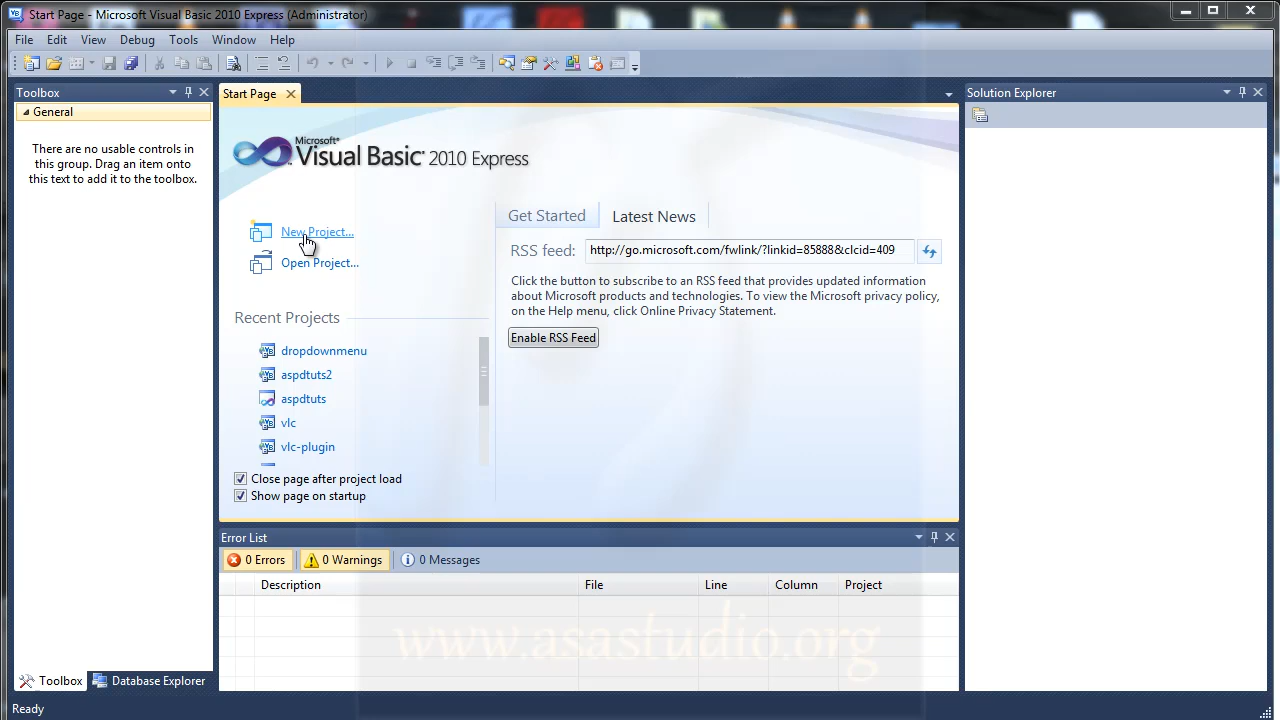 Start Page - Microsoft Visual Basic 2010 Express (Administrator)
File Edit View Debug Tools Window Help
Toolbox
General
There are no usable controls in
this group. Drag an item onto
this text to add it to the toolbox.
Toolbox
Database Explorer
Start Page
Microsoft®
Visual Basic® 2010 Express
New Project...
Open Project...
Recent Projects
dropdownmenu
aspdtuts2
aspdtuts
vlc
vlc-plugin
Close page after project load
Show page on startup
Get Started
Latest News
RSS feed: http://go.microsoft.com/fwlink/?linkid=85888&clcid=409
Click the button to subscribe to an RSS feed that provides updated information
about Microsoft products and technologies. To view the Microsoft privacy policy,
on the Help menu, click Online Privacy Statement.
Enable RSS Feed
Error List
0 Errors
0 Warnings
0 Messages
Description File Line Column Project
www.asastudio.org
Solution Explorer
Ready